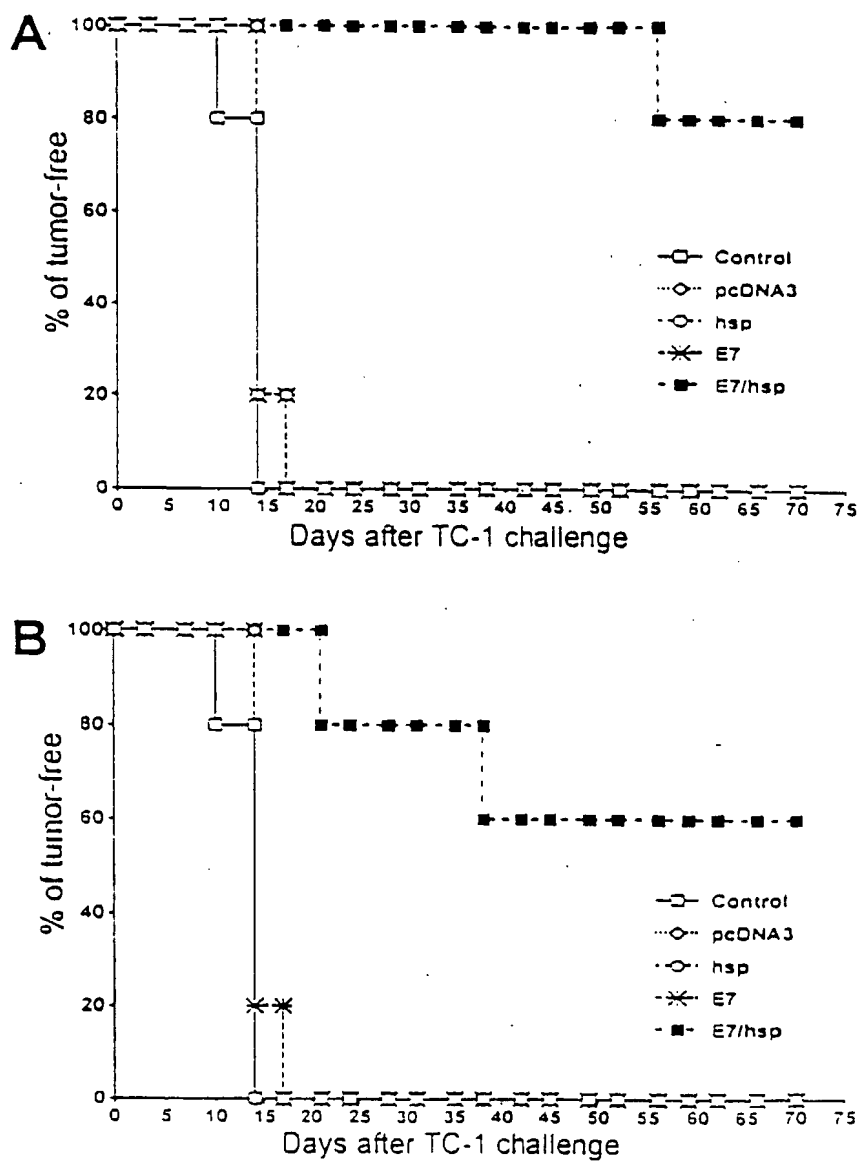 A
% of tumor-free
100
80
60
40
20
0
0 5 10 15 20 25 30 35 40 45 50 55 60 65 70 75
Days after TC-1 challenge
Control
pcDNA3
hsp
E7
E7/hsp
B
% of tumor-free
100
80
60
40
20
0
0 5 10 15 20 25 30 35 40 45 50 55 60 65 70 75
Days after TC-1 challenge
Control
pcDNA3
hsp
E7
E7/hsp